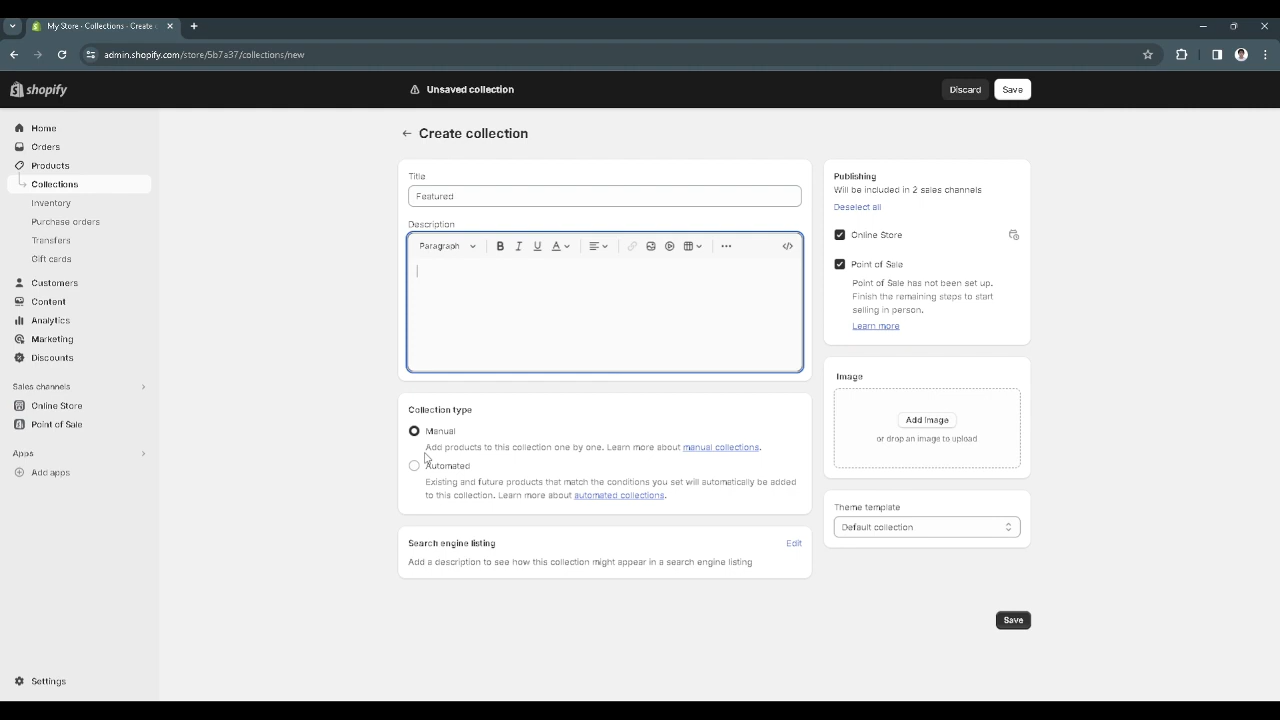 My Store · Collections · Create c
admin.shopify.com/store/5b7a37/collections/new
shopify
Unsaved collection
Discard
Save
Home
Orders
Products
Collections
Inventory
Purchase orders
Transfers
Gift cards
Customers
Content
Analytics
Marketing
Discounts
Sales channels
Online Store
Point of Sale
Apps
Add apps
Settings
Create collection
Title
Featured
Description
Paragraph
B I U A
Collection type
Manual
Add products to this collection one by one. Learn more about manual collections.
Automated
Existing and future products that match the conditions you set will automatically be added
to this collection. Learn more about automated collections.
Search engine listing
Edit
Add a description to see how this collection might appear in a search engine listing
Publishing
Will be included in 2 sales channels
Deselect all
Online Store
Point of Sale
Point of Sale has not been set up.
Finish the remaining steps to start
selling in person.
Learn more
Image
Add image
or drop an image to upload
Theme template
Default collection
Save